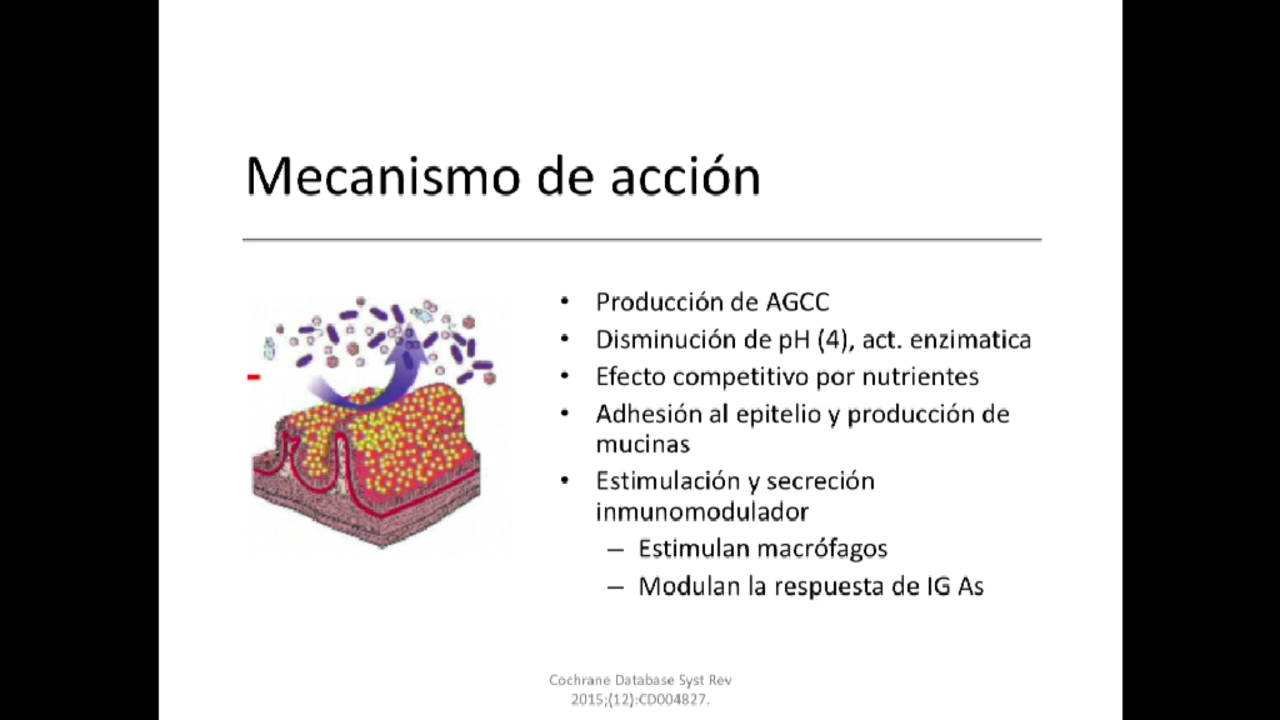 Mecanismo de acción
• Producción de AGCC
• Disminución de pH (4), act. enzimatica
• Efecto competitivo por nutrientes
• Adhesión al epitelio y producción de
mucinas
• Estimulación y secreción
inmunomodulador
– Estimulan macrófagos
– Modulan la respuesta de IG As
Cochrane Database Syst Rev
2015;(12):CD004827.